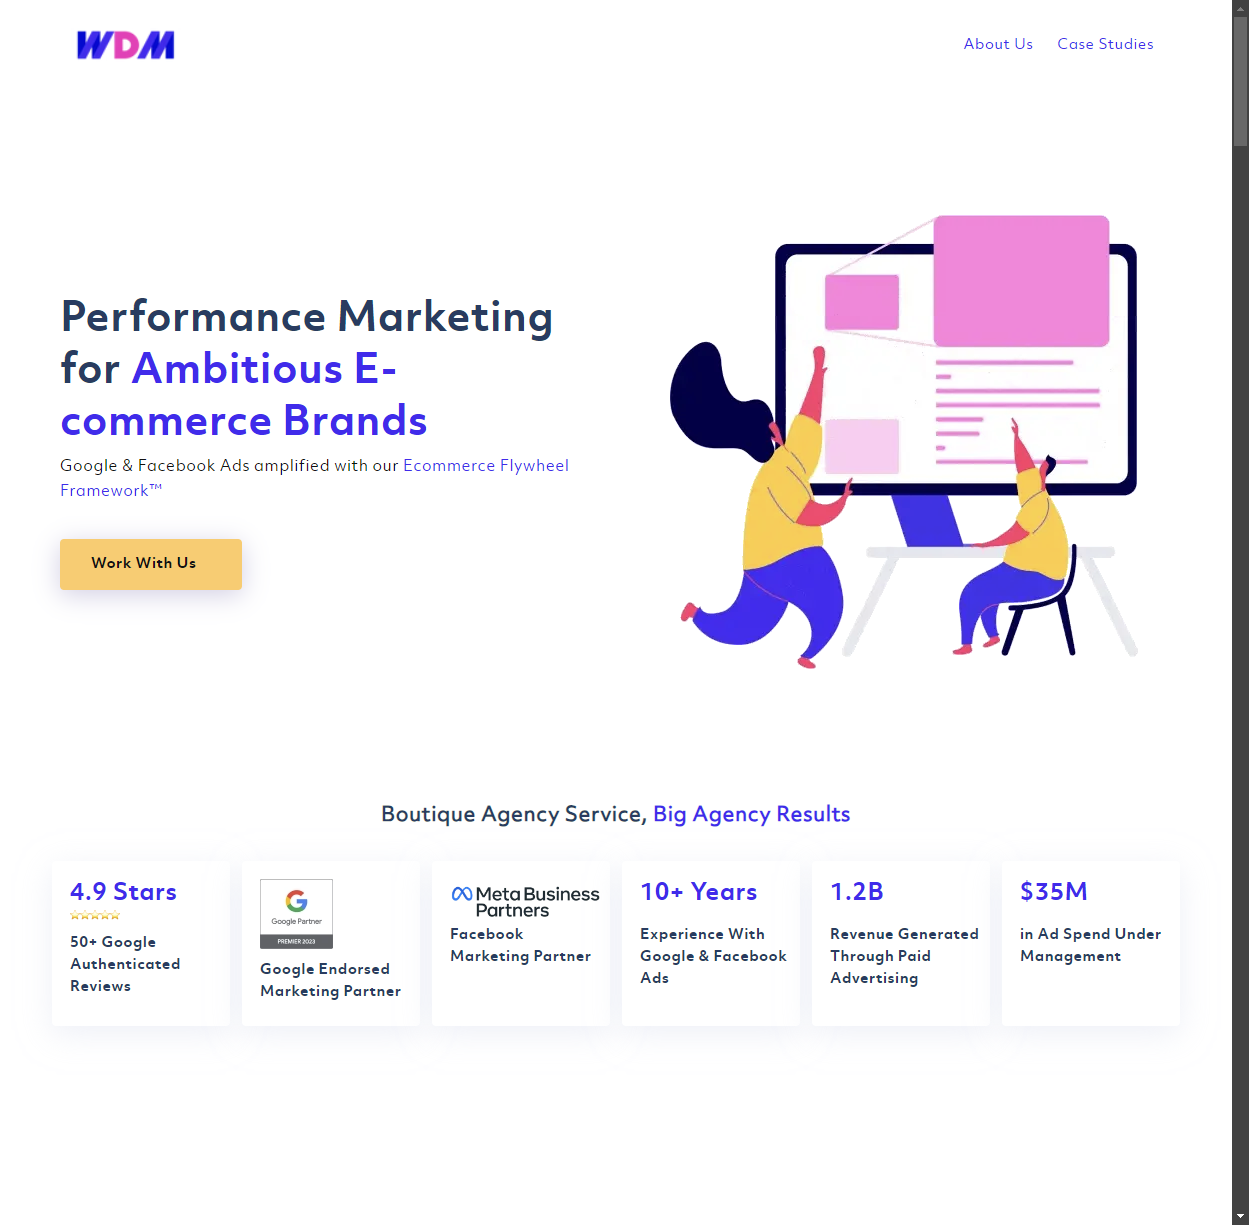 WDM
About Us
Case Studies
Performance Marketing
for Ambitious E-
commerce Brands
Google & Facebook Ads amplified with our Ecommerce Flywheel
Framework™
Work With Us
Boutique Agency Service, Big Agency Results
4.9 Stars
50+ Google
Authenticated
Reviews
Google Partner
PREMIER 2023
Google Endorsed
Marketing Partner
Meta Business
Partners
Facebook
Marketing Partner
10+ Years
Experience With
Google & Facebook
Ads
1.2B
Revenue Generated
Through Paid
Advertising
$35M
in Ad Spend Under
Management